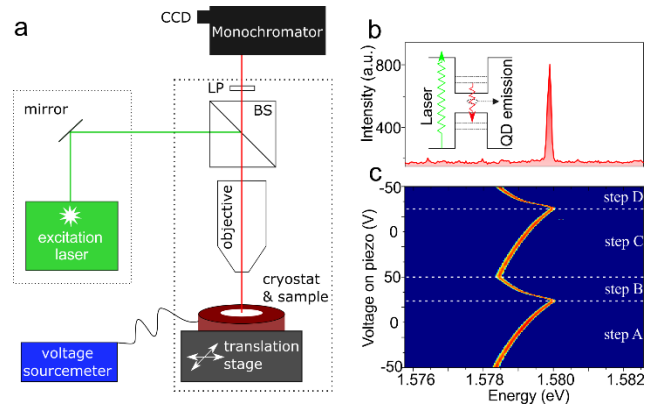 a
CCD
Monochromator
LP
BS
mirror
excitation
laser
objective
cryostat
& sample
voltage
sourcemeter
translation
stage
b
Intensity (a.u.)
800
400
Laser
QD emission
c
Voltage on piezo (V)
-50
0
50
0
-50
step D
step C
step B
step A
1.576
1.578
1.580
1.582
Energy (eV)